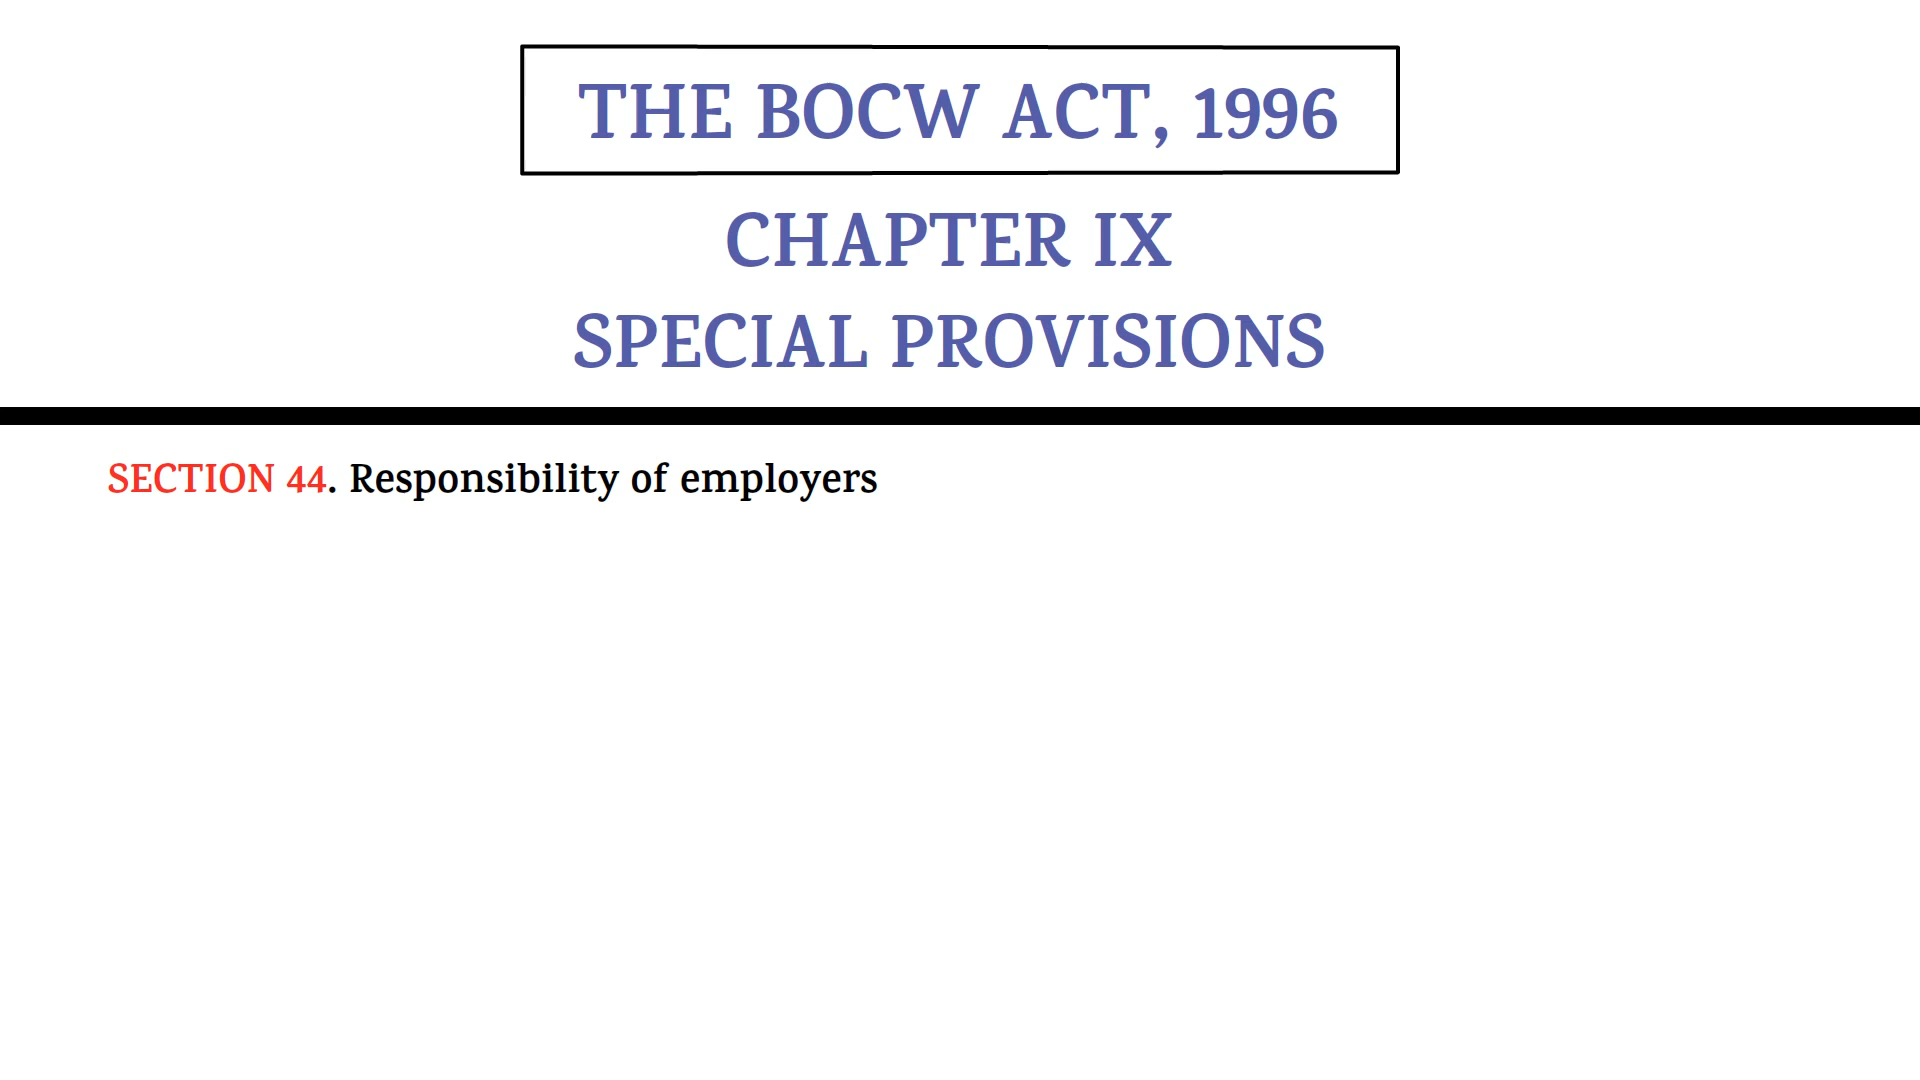 THE BOCW ACT, 1996
CHAPTER IX
SPECIAL PROVISIONS
SECTION 44. Responsibility of employers